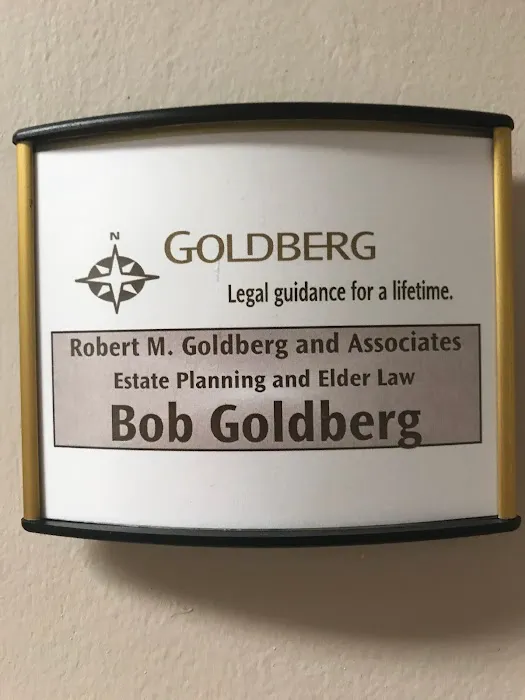 N
GOLDBERG
Legal guidance for a lifetime.
Robert M. Goldberg and Associates
Estate Planning and Elder Law
Bob Goldberg